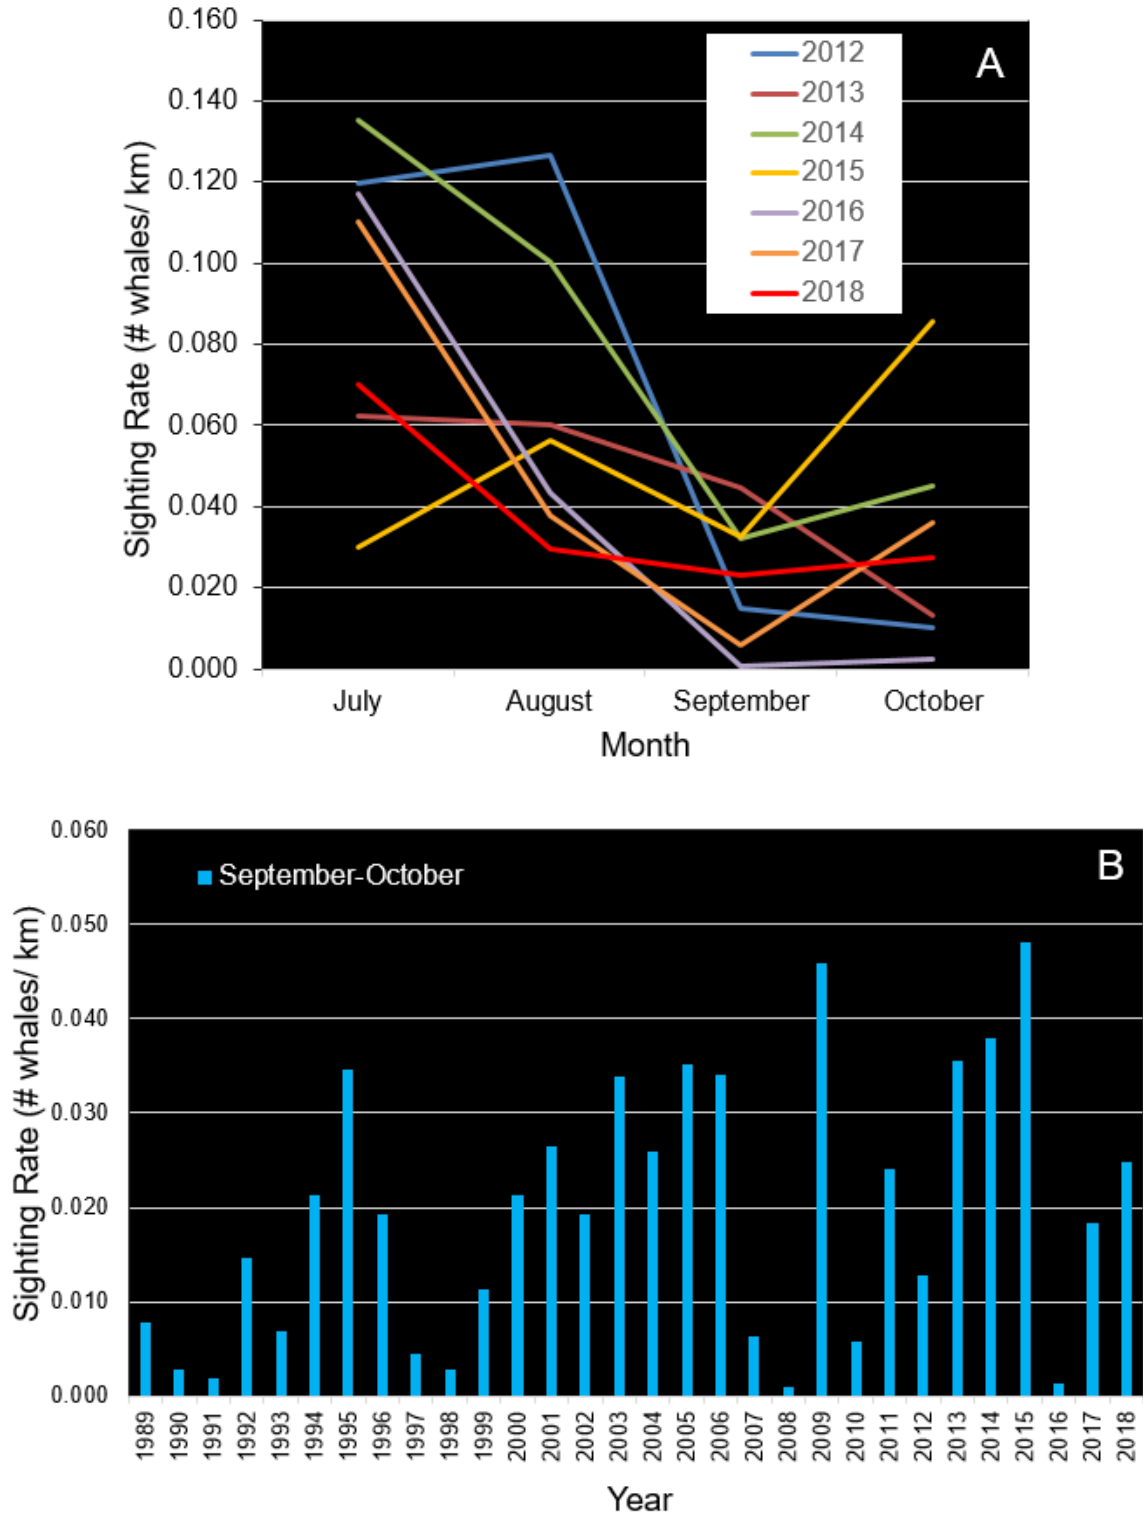 0.160
0.140
0.120
0.100
0.080
0.060
0.040
0.020
0.000
Sighting Rate (# whales/ km)
A
2012
2013
2014
2015
2016
2017
2018
July August September October
Month
0.060
0.050
0.040
0.030
0.020
0.010
0.000
Sighting Rate (# whales/ km)
September-October
B
1989 1990 1991 1992 1993 1994 1995 1996 1997 1998 1999 2000 2001 2002 2003 2004 2005 2006 2007 2008 2009 2010 2011 2012 2013 2014 2015 2016 2017 2018
Year